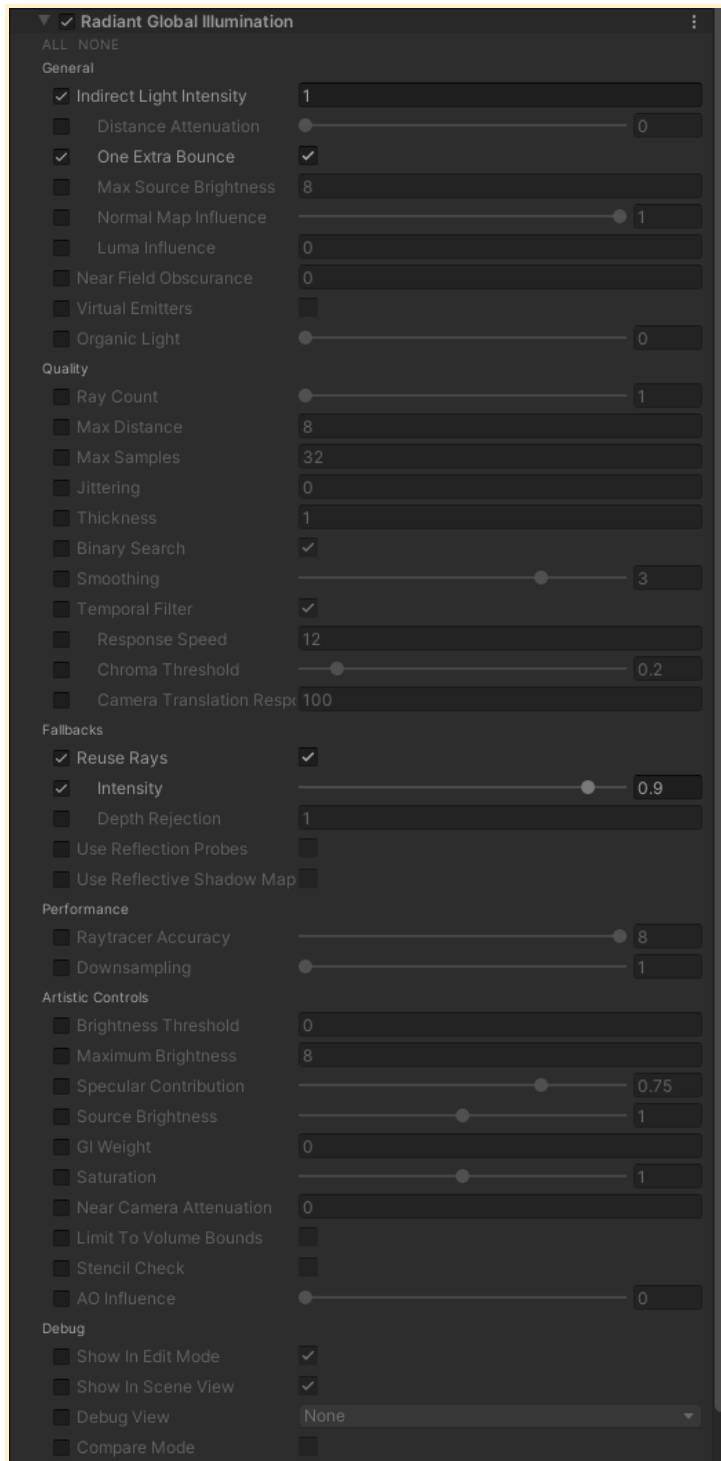 Radiant Global Illumination
ALL NONE
General
Indirect Light Intensity 1
Distance Attenuation 0
One Extra Bounce
Max Source Brightness 8
Normal Map Influence 1
Luma Influence 0
Near Field Obscurance 0
Virtual Emitters
Organic Light 0
Quality
Ray Count 1
Max Distance 8
Max Samples 32
Jittering 0
Thickness 1
Binary Search
Smoothing 3
Temporal Filter
Response Speed 12
Chroma Threshold 0.2
Camera Translation Respo 100
Fallbacks
Reuse Rays
Intensity 0.9
Depth Rejection 1
Use Reflection Probes
Use Reflective Shadow Map
Performance
Raytracer Accuracy 8
Downsampling 1
Artistic Controls
Brightness Threshold 0
Maximum Brightness 8
Specular Contribution 0.75
Source Brightness 1
GI Weight 0
Saturation 1
Near Camera Attenuation 0
Limit To Volume Bounds
Stencil Check
AO Influence 0
Debug
Show In Edit Mode
Show In Scene View
Debug View None
Compare Mode